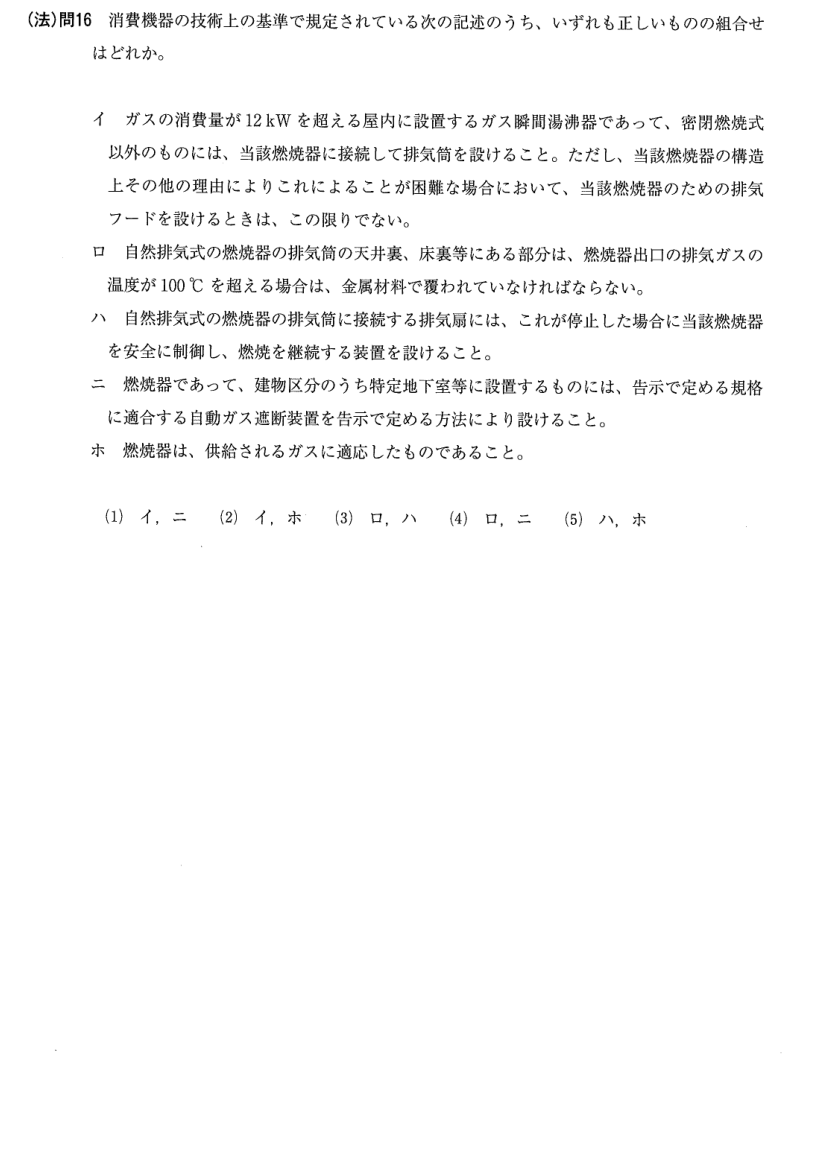 (法)問16　消費機器の技術上の基準で規定されている次の記述のうち、いずれも正しいものの組合せ
はどれか。
イ　ガスの消費量が 12 kW を超える屋内に設置するガス瞬間湯沸器であって、密閉燃焼式
以外のものには、当該燃焼器に接続して排気筒を設けること。ただし、当該燃焼器の構造
上その他の理由によりこれによることが困難な場合において、当該燃焼器のための排気
フードを設けるときは、この限りでない。
ロ　自然排気式の燃焼器の排気筒の天井裏、床裏等にある部分は、燃焼器出口の排気ガスの
温度が 100 ℃ を超える場合は、金属材料で覆われていなければならない。
ハ　自然排気式の燃焼器の排気筒に接続する排気扇には、これが停止した場合に当該燃焼器
を安全に制御し、燃焼を継続する装置を設けること。
ニ　燃焼器であって、建物区分のうち特定地下室等に設置するものには、告示で定める規格
に適合する自動ガス遮断装置を告示で定める方法により設けること。
ホ　燃焼器は、供給されるガスに適応したものであること。
(1)　イ，ニ　　(2)　イ，ホ　　(3)　ロ，ハ　　(4)　ロ，ニ　　(5)　ハ，ホ